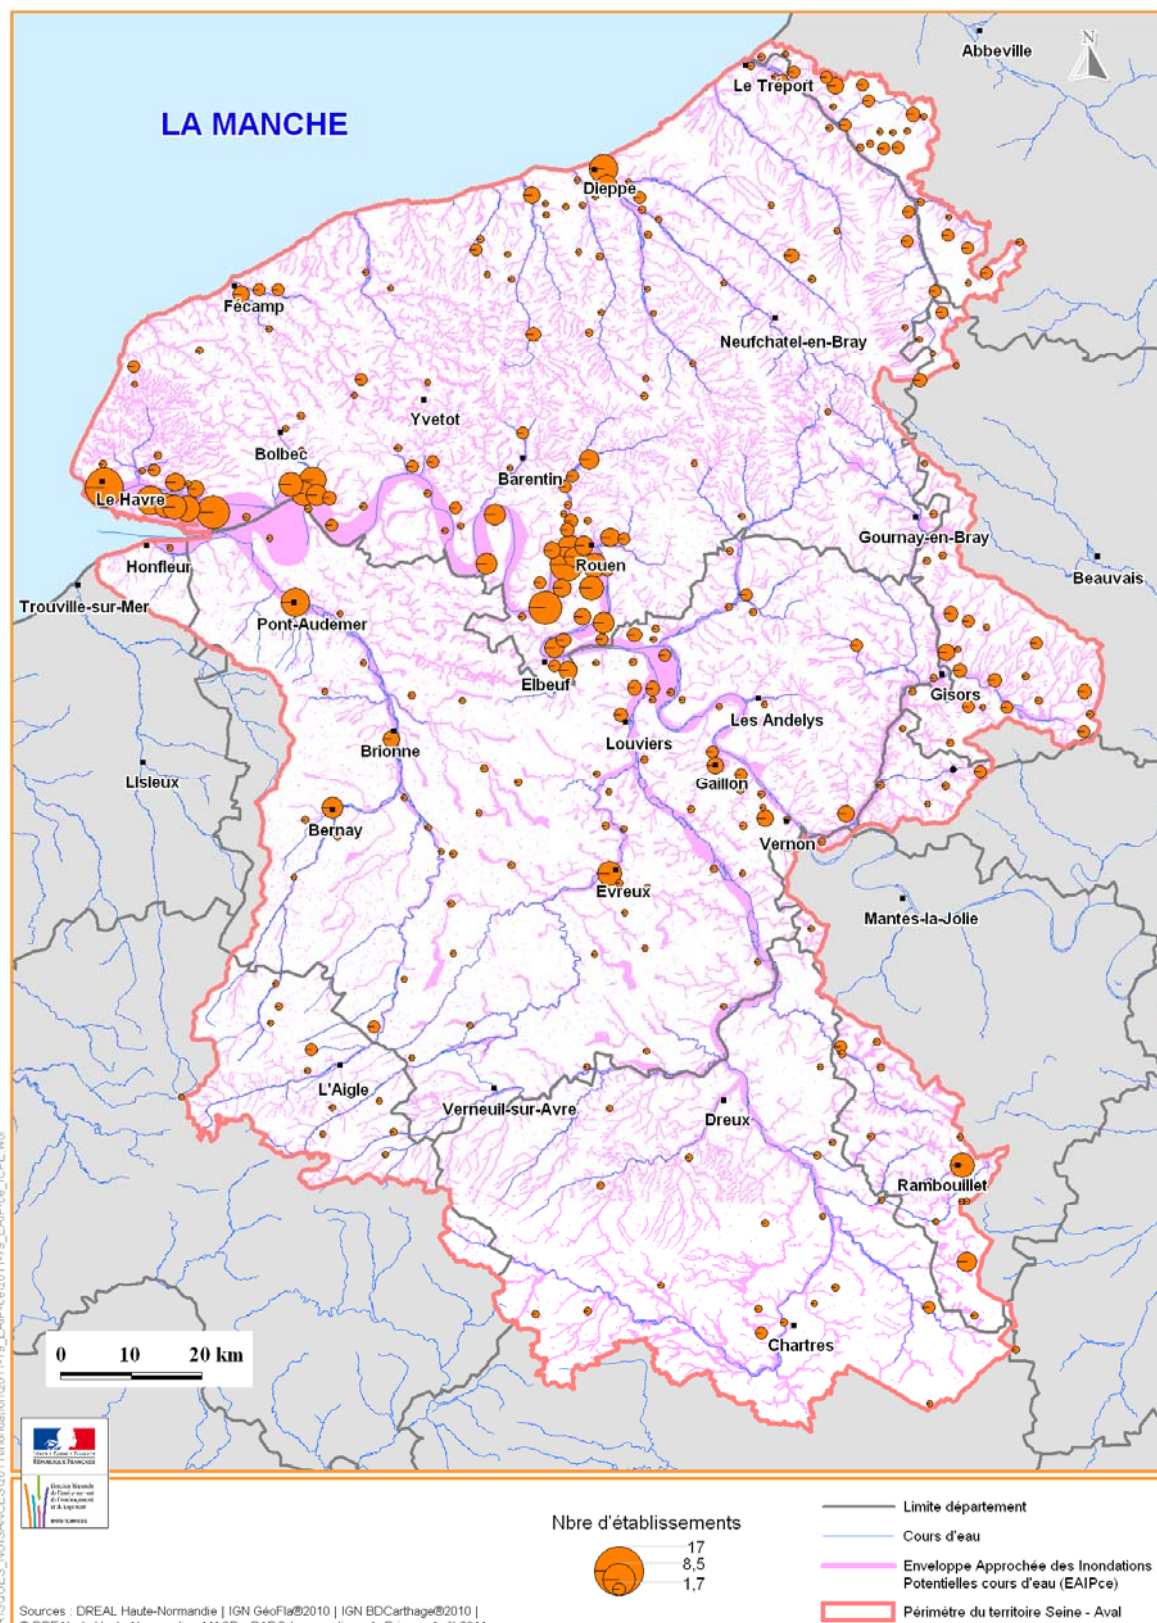 Abbeville
N
Le Tréport
LA MANCHE
Dieppe
Fécamp
Neufchatel-en-Bray
Yvetot
Bolbec
Barentin
Le Havre
Gournay-en-Bray
Rouen
Honfleur
Beauvais
Trouville-sur-Mer
Pont-Audemer
Elbeuf
Gisors
Les Andelys
Louviers
Brionne
Lisieux
Gaillon
Bernay
Vernon
Evreux
Mantes-la-Jolie
L'Aigle
Verneuil-sur-Avre
Dreux
Rambouillet
Chartres
0 10 20 km
RÉPUBLIQUE FRANÇAISE
Nbre d'établissements
17
8,5
1,7
Limite département
Cours d'eau
Enveloppe Approchée des Inondations
Potentielles cours d'eau (EAIPce)
Périmètre du territoire Seine - Aval
Sources : DREAL Haute-Normandie | IGN GéoFla®2010 | IGN BDCarthage®2010 |